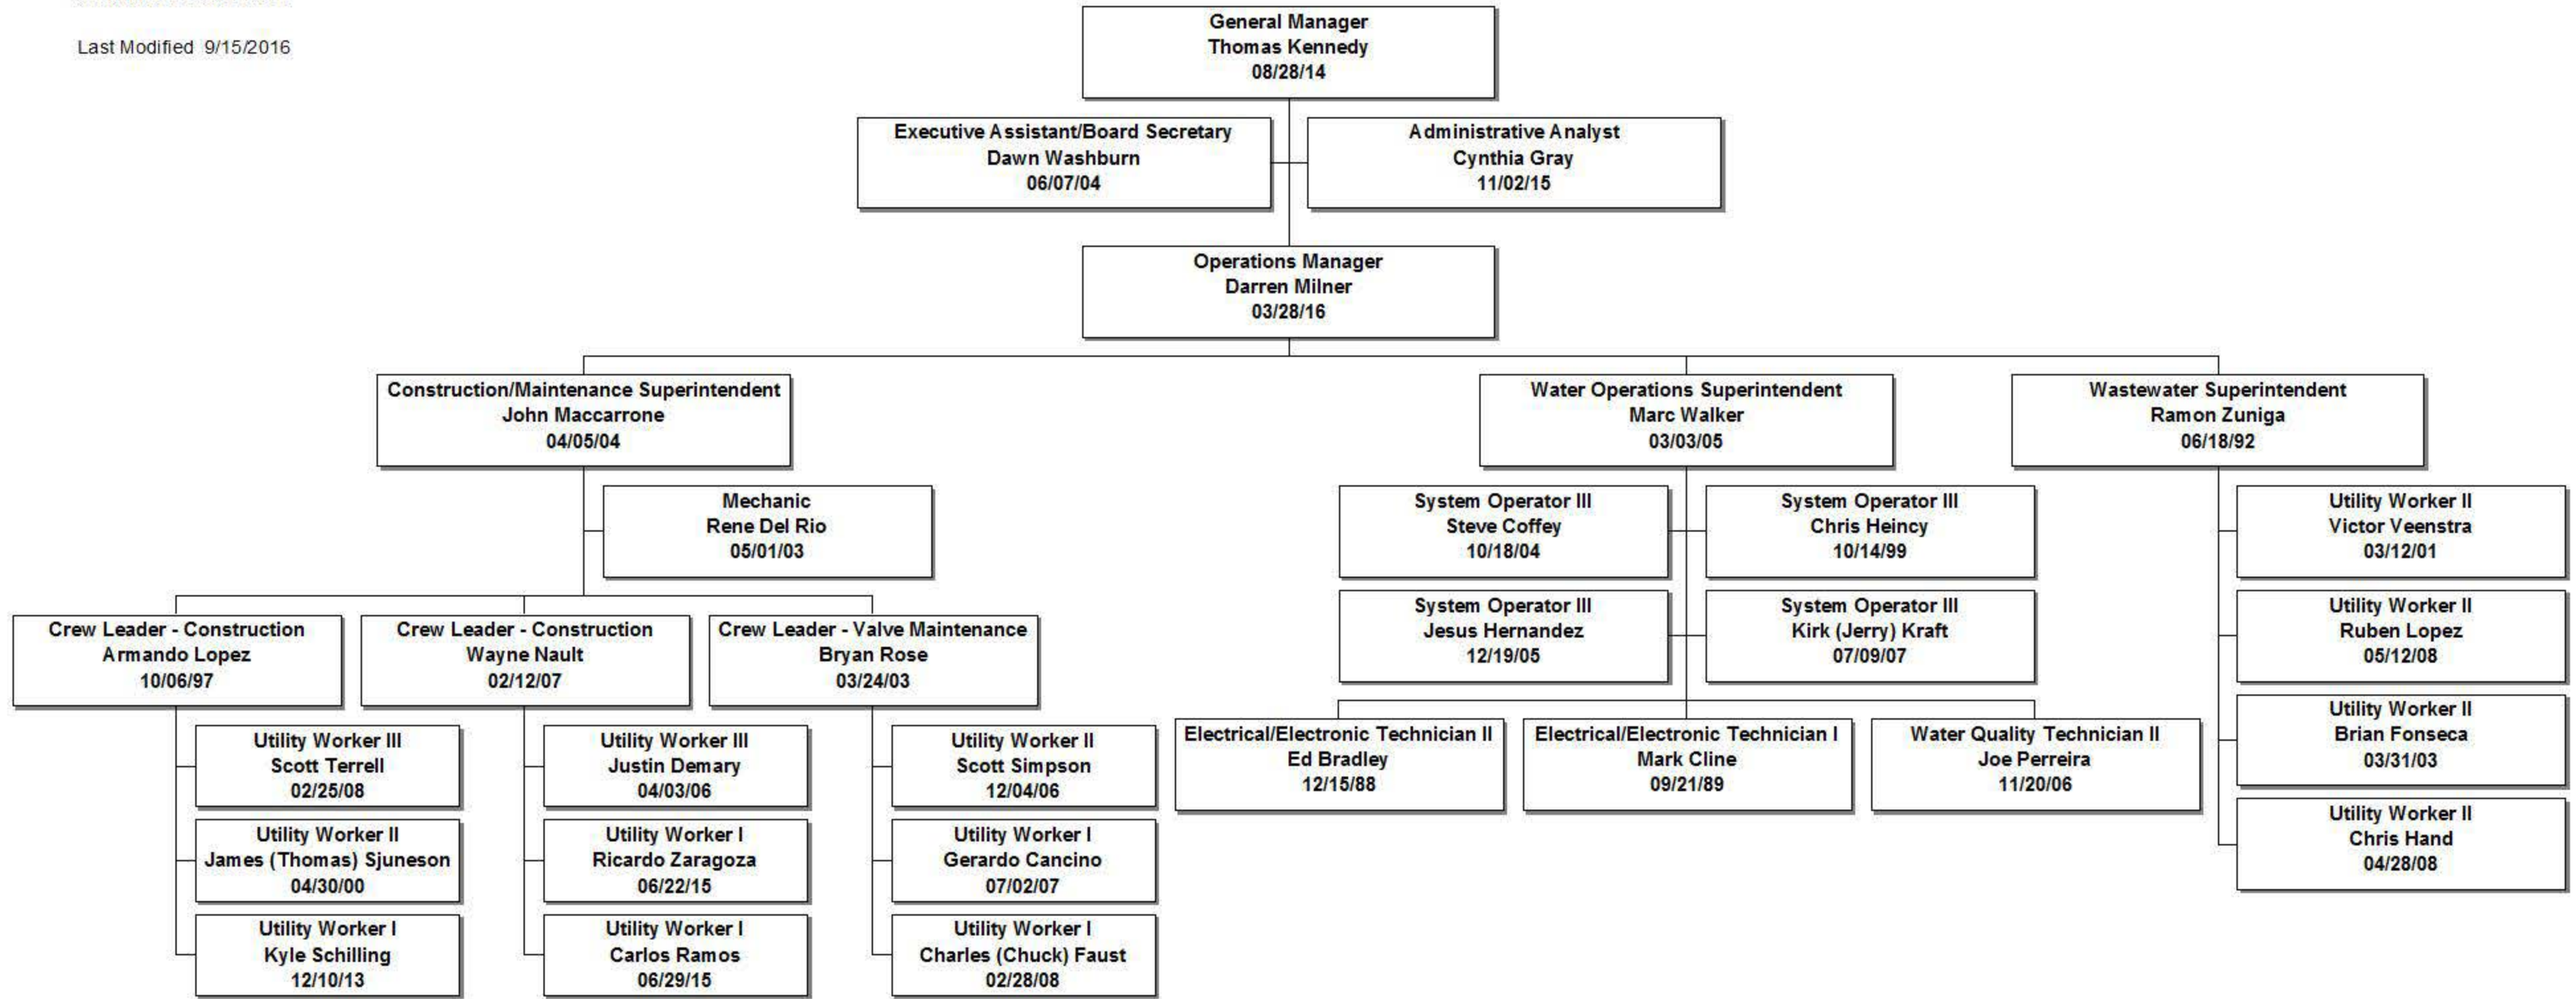 Last Modified 9/15/2016
General Manager
Thomas Kennedy
08/28/14
Executive Assistant/Board Secretary
Dawn Washburn
06/07/04
Administrative Analyst
Cynthia Gray
11/02/15
Operations Manager
Darren Milner
03/28/16
Construction/Maintenance Superintendent
John Maccarrone
04/05/04
Water Operations Superintendent
Marc Walker
03/03/05
Wastewater Superintendent
Ramon Zuniga
06/18/92
Mechanic
Rene Del Rio
05/01/03
Crew Leader - Construction
Armando Lopez
10/06/97
Crew Leader - Construction
Wayne Nault
02/12/07
Crew Leader - Valve Maintenance
Bryan Rose
03/24/03
Utility Worker III
Scott Terrell
02/25/08
Utility Worker II
James (Thomas) Sjuneson
04/30/00
Utility Worker I
Kyle Schilling
12/10/13
Utility Worker III
Justin Demary
04/03/06
Utility Worker I
Ricardo Zaragoza
06/22/15
Utility Worker I
Carlos Ramos
06/29/15
Utility Worker II
Scott Simpson
12/04/06
Utility Worker I
Gerardo Cancino
07/02/07
Utility Worker I
Charles (Chuck) Faust
02/28/08
System Operator III
Steve Coffey
10/18/04
System Operator III
Chris Heincy
10/14/99
System Operator III
Jesus Hernandez
12/19/05
System Operator III
Kirk (Jerry) Kraft
07/09/07
Electrical/Electronic Technician II
Ed Bradley
12/15/88
Electrical/Electronic Technician I
Mark Cline
09/21/89
Water Quality Technician II
Joe Perreira
11/20/06
Utility Worker II
Victor Veenstra
03/12/01
Utility Worker II
Ruben Lopez
05/12/08
Utility Worker II
Brian Fonseca
03/31/03
Utility Worker II
Chris Hand
04/28/08